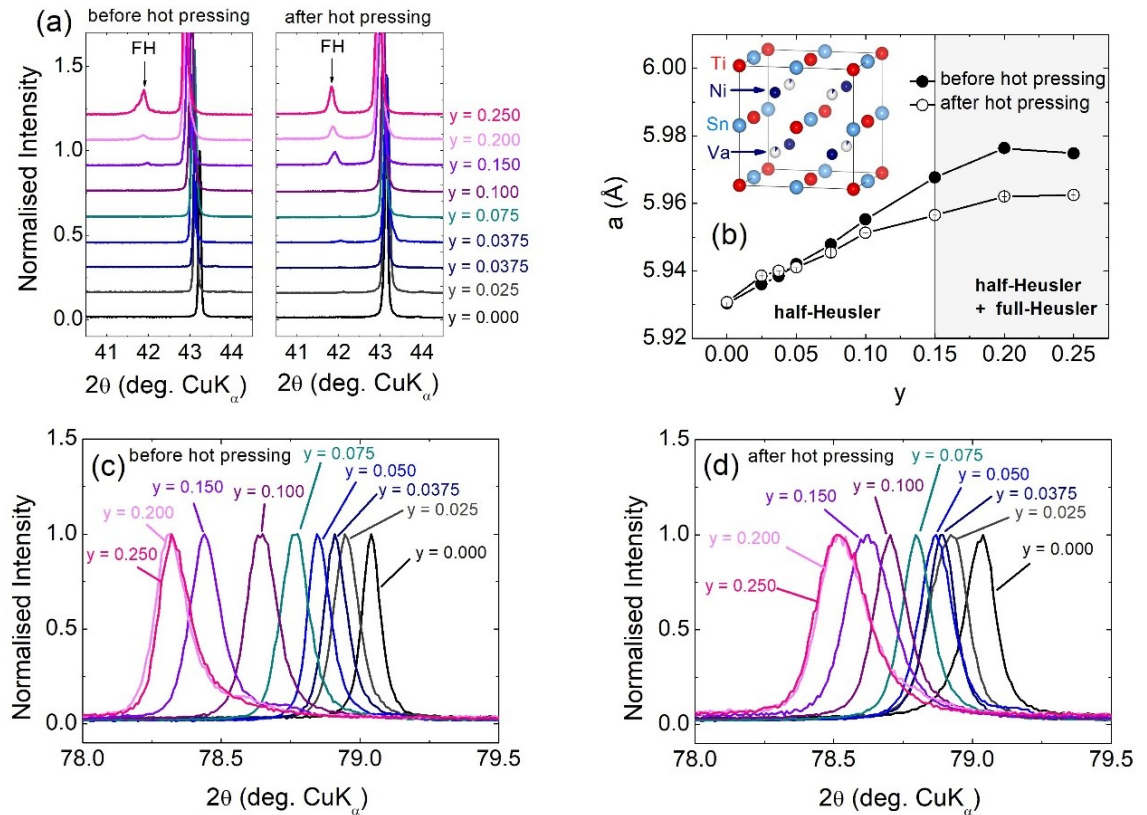 (a)
before hot pressing
after hot pressing
FH
FH
Normalised Intensity
1.5
1.0
0.5
0.0
y = 0.250
y = 0.200
y = 0.150
y = 0.100
y = 0.075
y = 0.0375
y = 0.0375
y = 0.025
y = 0.000
41 42 43 44
41 42 43 44
2θ (deg. CuKα)
2θ (deg. CuKα)
a (Å)
6.00
5.98
5.96
5.94
5.92
Ti
Ni
Sn
Va
before hot pressing
after hot pressing
(b)
half-Heusler
half-Heusler
+ full-Heusler
0.00 0.05 0.10 0.15 0.20 0.25
y
(c)
before hot pressing
Normalised Intensity
1.5
1.0
0.5
0.0
y = 0.075
y = 0.050
y = 0.100
y = 0.0375
y = 0.150
y = 0.025
y = 0.200
y = 0.000
y = 0.250
78.0 78.5 79.0 79.5
2θ (deg. CuKα)
(d)
after hot pressing
Normalised Intensity
1.5
1.0
0.5
0.0
y = 0.075
y = 0.050
y = 0.100
y = 0.0375
y = 0.150
y = 0.025
y = 0.200
y = 0.000
y = 0.250
78.0 78.5 79.0 79.5
2θ (deg. CuKα)